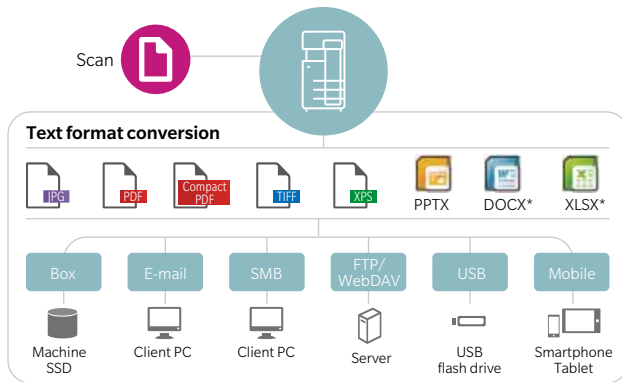 Scan
Text format conversion
JPG
PDF
Compact
PDF
TIFF
XPS
PPTX
DOCX*
XLSX*
Box
E-mail
SMB
FTP/
WebDAV
USB
Mobile
Machine
SSD
Client PC
Client PC
Server
USB
flash drive
Smartphone
Tablet